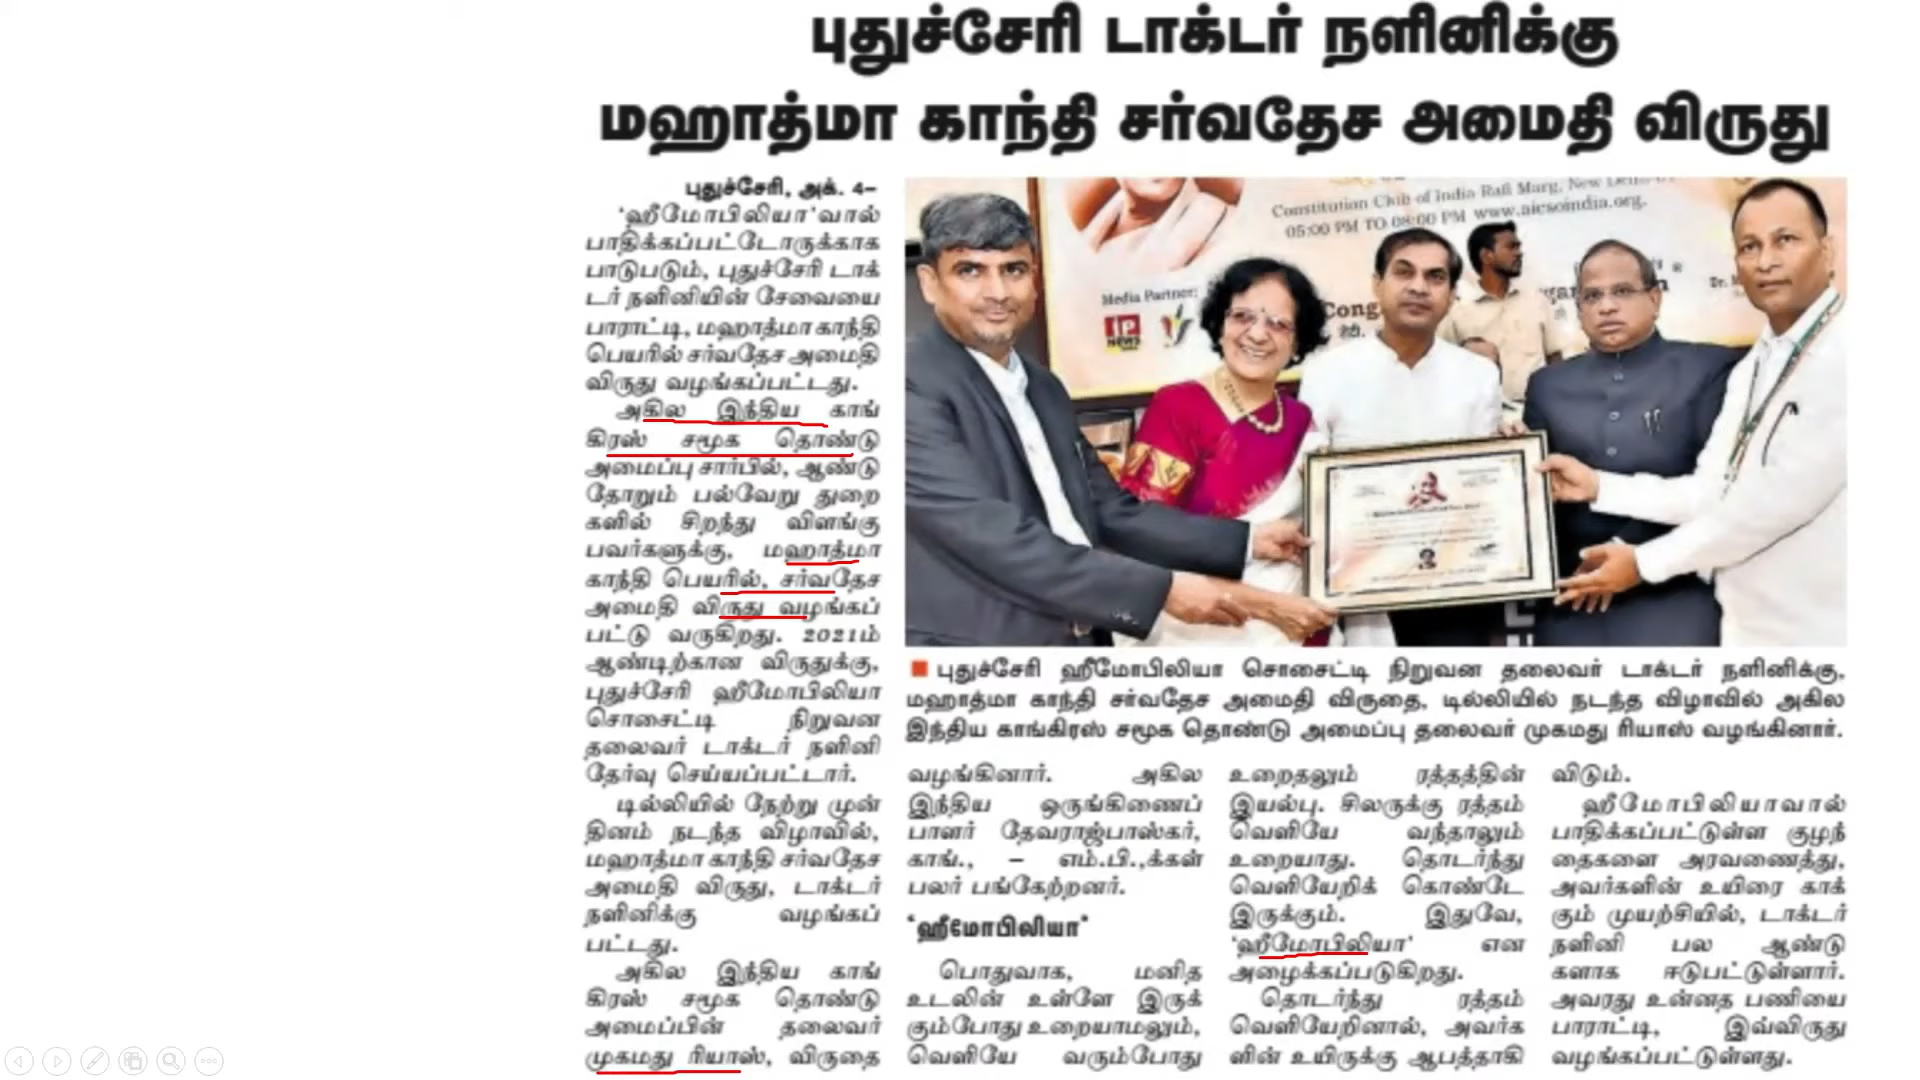 புதுச்சேரி டாக்டர் நளினிக்கு
மஹாத்மா காந்தி சர்வதேச அமைதி விருது
புதுச்சேரி, அக். 4–
'ஹீமோபிலியா'வால்
பாதிக்கப்பட்டோருக்காக
பாடுபடும், புதுச்சேரி டாக்
டர் நளினியின் சேவையை
பாராட்டி, மஹாத்மா காந்தி
பெயரில் சர்வதேச அமைதி
விருது வழங்கப்பட்டது.
அகில இந்திய காங்
கிரஸ் சமூக தொண்டு
அமைப்பு சார்பில், ஆண்டு
தோறும் பல்வேறு துறை
களில் சிறந்து விளங்கு
பவர்களுக்கு, மஹாத்மா
காந்தி பெயரில், சர்வதேச
அமைதி விருது வழங்கப்
பட்டு வருகிறது. 2021ம்
ஆண்டிற்கான விருதுக்கு,
புதுச்சேரி ஹீமோபிலியா
சொசைட்டி நிறுவன
தலைவர் டாக்டர் நளினி
தேர்வு செய்யப்பட்டார்.
டில்லியில் நேற்று முன்
தினம் நடந்த விழாவில்,
மஹாத்மா காந்தி சர்வதேச
அமைதி விருது, டாக்டர்
நளினிக்கு வழங்கப்
பட்டது.
அகில இந்திய காங்
கிரஸ் சமூக தொண்டு
அமைப்பின் தலைவர்
முகமது ரியாஸ், விருதை
Constitution Club of India Rafi Marg, New
05:00 PM TO 08:00 PM www.aicsoindia.org.
Media Partner:
IP
NEWS
Cong
புதுச்சேரி ஹீமோபிலியா சொசைட்டி நிறுவன தலைவர் டாக்டர் நளினிக்கு,
மஹாத்மா காந்தி சர்வதேச அமைதி விருதை, டில்லியில் நடந்த விழாவில் அகில
இந்திய காங்கிரஸ் சமூக தொண்டு அமைப்பு தலைவர் முகமது ரியாஸ் வழங்கினார்.
வழங்கினார். அகில
இந்திய ஒருங்கிணைப்
பாளர் தேவராஜ்பாஸ்கர்,
காங்., – எம்.பி.,க்கள்
பலர் பங்கேற்றனர்.
'ஹீமோபிலியா'
பொதுவாக, மனித
உடலின் உள்ளே இருக்
கும்போது உறையாமலும்,
வெளியே வரும்போது
உறைதலும் ரத்தத்தின்
இயல்பு. சிலருக்கு ரத்தம்
வெளியே வந்தாலும்
உறையாது. தொடர்ந்து
வெளியேறிக் கொண்டே
இருக்கும். இதுவே,
'ஹீமோபிலியா' என
அழைக்கப்படுகிறது.
தொடர்ந்து ரத்தம்
வெளியேறினால், அவர்க
ளின் உயிருக்கு ஆபத்தாகி
விடும்.
ஹீமோபிலியாவால்
பாதிக்கப்பட்டுள்ள குழந்
தைகளை அரவணைத்து,
அவர்களின் உயிரை காக்
கும் முயற்சியில், டாக்டர்
நளினி பல ஆண்டு
களாக ஈடுபட்டுள்ளார்.
அவரது உன்னத பணியை
பாராட்டி, இவ்விருது
வழங்கப்பட்டுள்ளது.